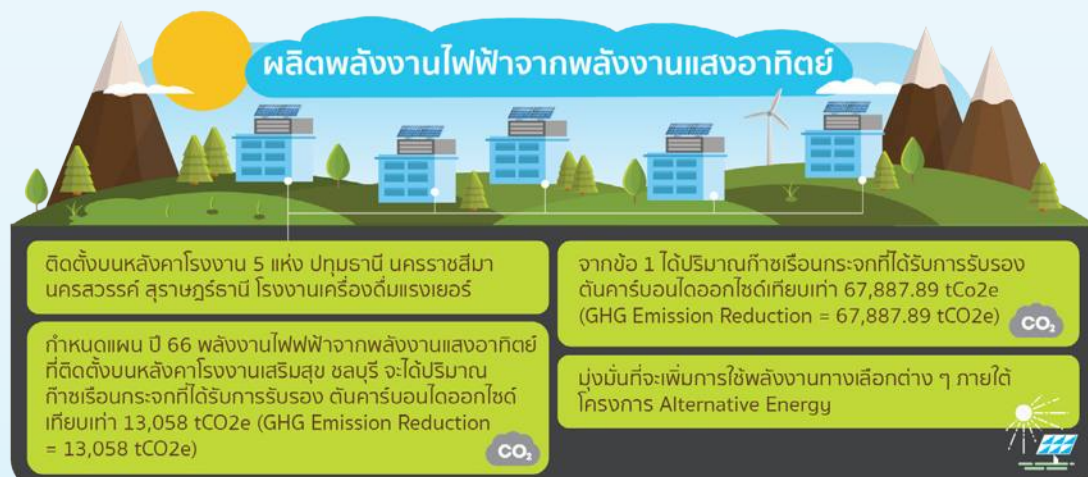 ผลิตพลังงานไฟฟ้าจากพลังงานแสงอาทิตย์
ติดตั้งบนหลังคาโรงงาน 5 แห่ง ปทุมธานี นครราชสีมา
นครสวรรค์ สุราษฎร์ธานี โรงงานเครื่องดื่มแรงเยอร์
กำหนดแผน ปี 66 พลังงานไฟฟฟ้าจากพลังงานแสงอาทิตย์
ที่ติดตั้งบนหลังคาโรงงานเสริมสุข ชลบุรี จะได้ปริมาณ
ก๊าซเรือนกระจกที่ได้รับการรับรอง ตันคาร์บอนไดออกไซด์
เทียบเท่า 13,058 tCO2e (GHG Emission Reduction
= 13,058 tCO2e)
CO₂
จากข้อ 1 ได้ปริมาณก๊าซเรือนกระจกที่ได้รับการรับรอง
ตันคาร์บอนไดออกไซด์เทียบเท่า 67,887.89 tCo2e
(GHG Emission Reduction = 67,887.89 tCO2e)
CO₂
มุ่งมั่นที่จะเพิ่มการใช้พลังงานทางเลือกต่าง ๆ ภายใต้
โครงการ Alternative Energy